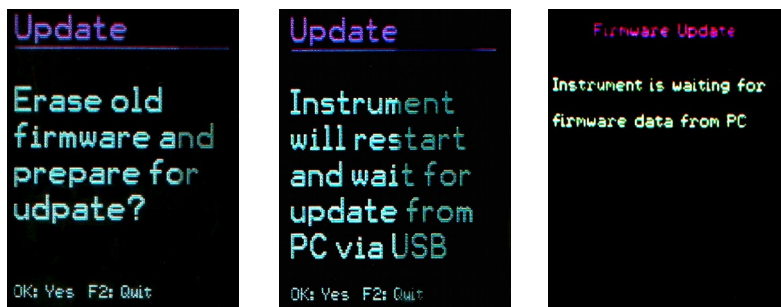 Update
Erase old
firmware and
prepare for
udpate?
OK: Yes F2: Quit
Update
Instrument
will restart
and wait for
update from
PC via USB
OK: Yes F2: Quit
Firmware Update
Instrument is waiting for
firmware data from PC